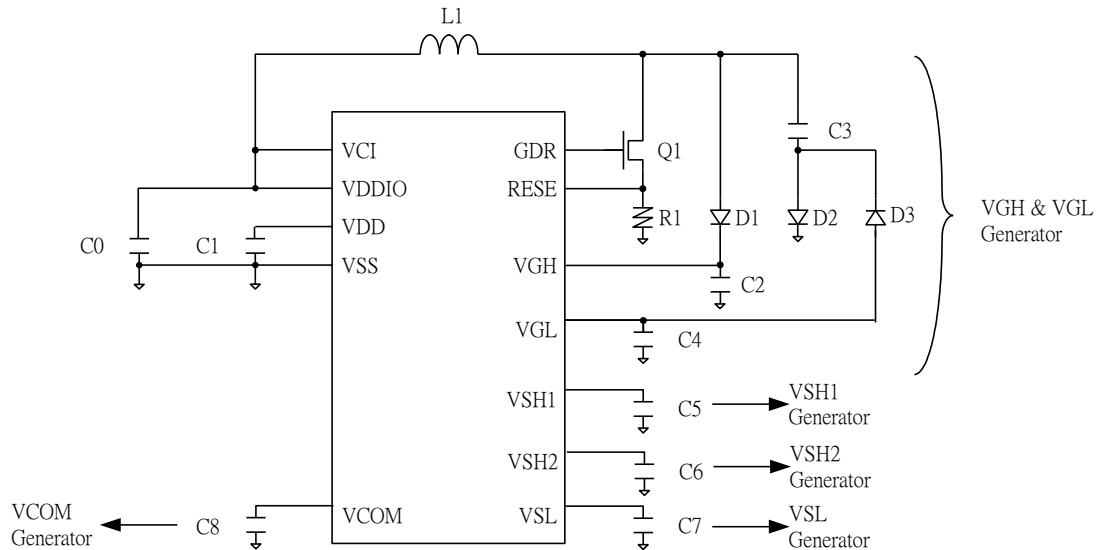 L1
VCI
GDR
Q1
C3
VDDIO
RESE
VDD
R1
D1
D2
D3
VGH & VGL
Generator
C0
C1
VSS
VGH
C2
VGL
C4
VSH1
C5
VSH1
Generator
VSH2
C6
VSH2
Generator
VCOM
Generator
C8
VCOM
VSL
C7
VSL
Generator